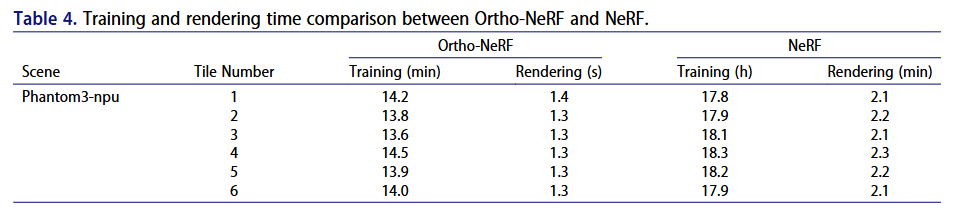 Table 4. Training and rendering time comparison between Ortho-NeRF and NeRF.
Ortho-NeRF NeRF
Scene Tile Number Training (min) Rendering (s) Training (h) Rendering (min)
Phantom3-npu 1 14.2 1.4 17.8 2.1
2 13.8 1.3 17.9 2.2
3 13.6 1.3 18.1 2.1
4 14.5 1.3 18.3 2.3
5 13.9 1.3 18.2 2.2
6 14.0 1.3 17.9 2.1